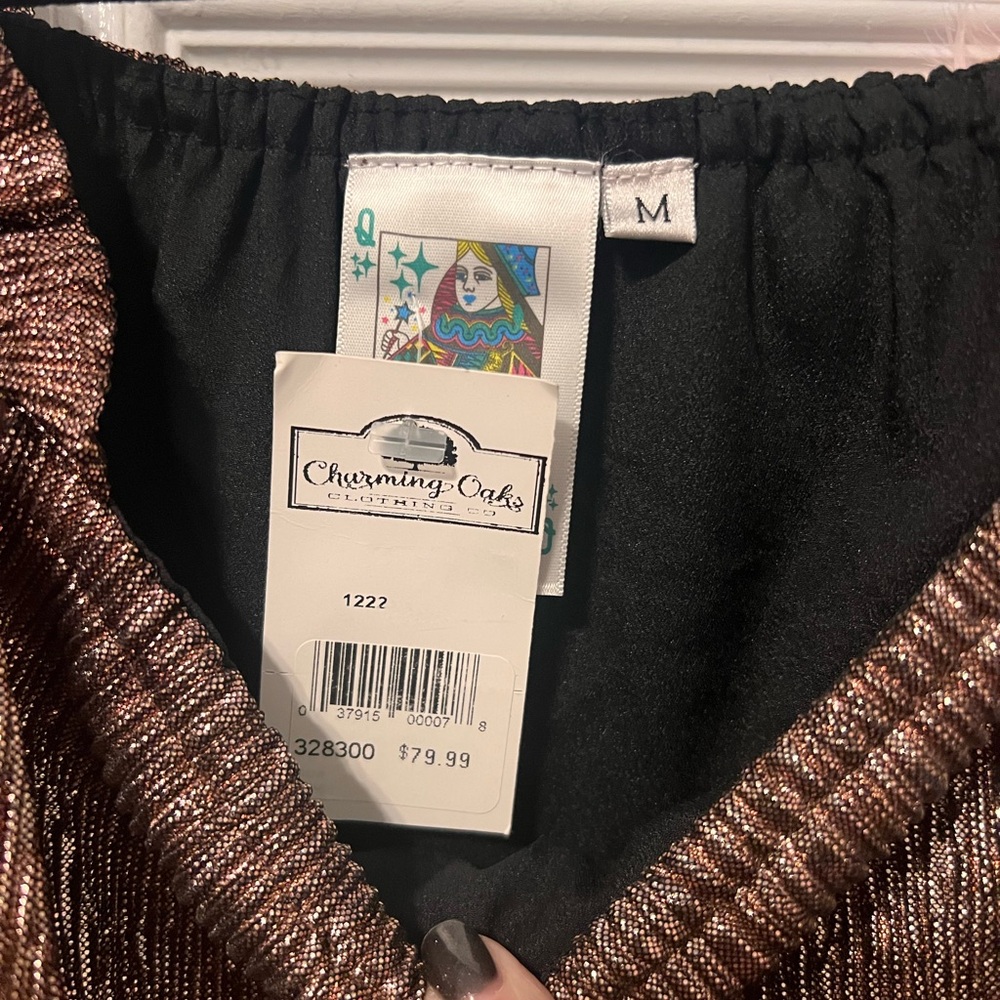 Q
M
Charming Oaks
CLOTHING CO
1222
0 37915 00007 8
328300 $79.99
Q